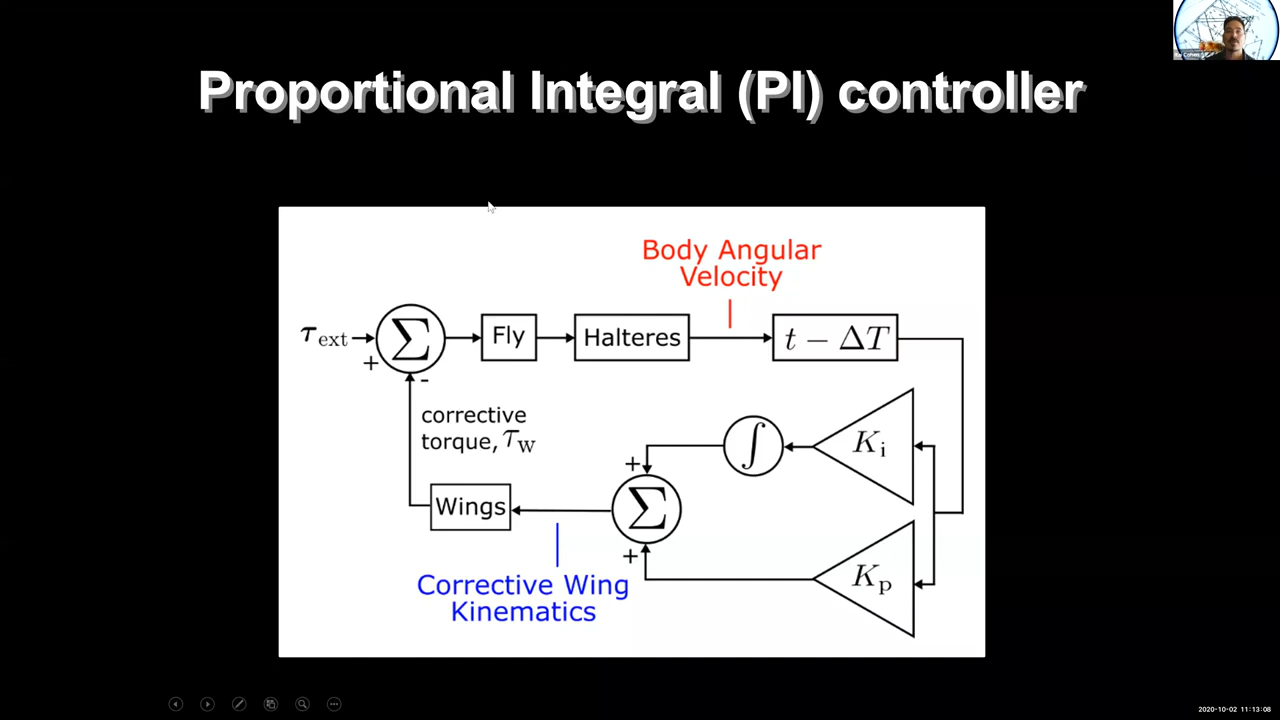 Proportional Integral (PI) controller
Body Angular
Velocity
τext
+
Σ
-
Fly
Halteres
t − ΔT
corrective
torque, τW
Ki
∫
+
Σ
Wings
+
Kp
Corrective Wing
Kinematics
2020-10-02 11:13:08